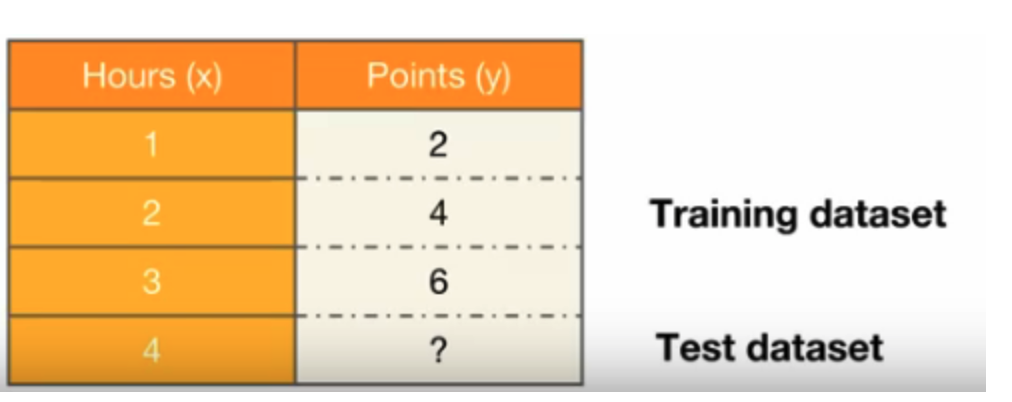 Hours (x) Points (y)
1 2
2 4 Training dataset
3 6
4 ? Test dataset